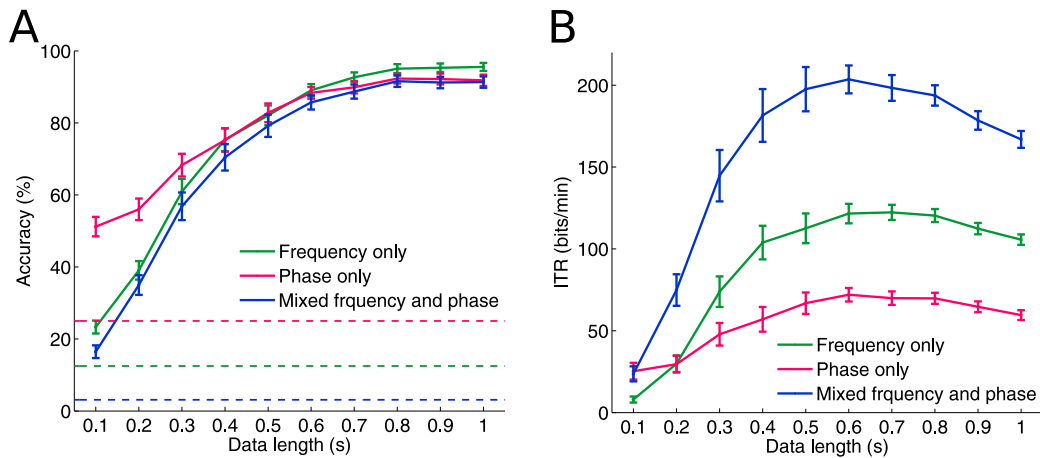 A
Accuracy (%)
100
80
60
40
20
0
Frequency only
Phase only
Mixed frquency and phase
0.1 0.2 0.3 0.4 0.5 0.6 0.7 0.8 0.9 1
Data length (s)
B
ITR (bits/min)
200
150
100
50
0
Frequency only
Phase only
Mixed frquency and phase
0.1 0.2 0.3 0.4 0.5 0.6 0.7 0.8 0.9 1
Data length (s)